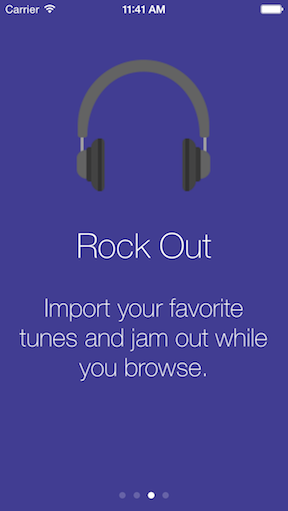 Carrier 11:41 AM
Rock Out
Import your favorite
tunes and jam out while
you browse.